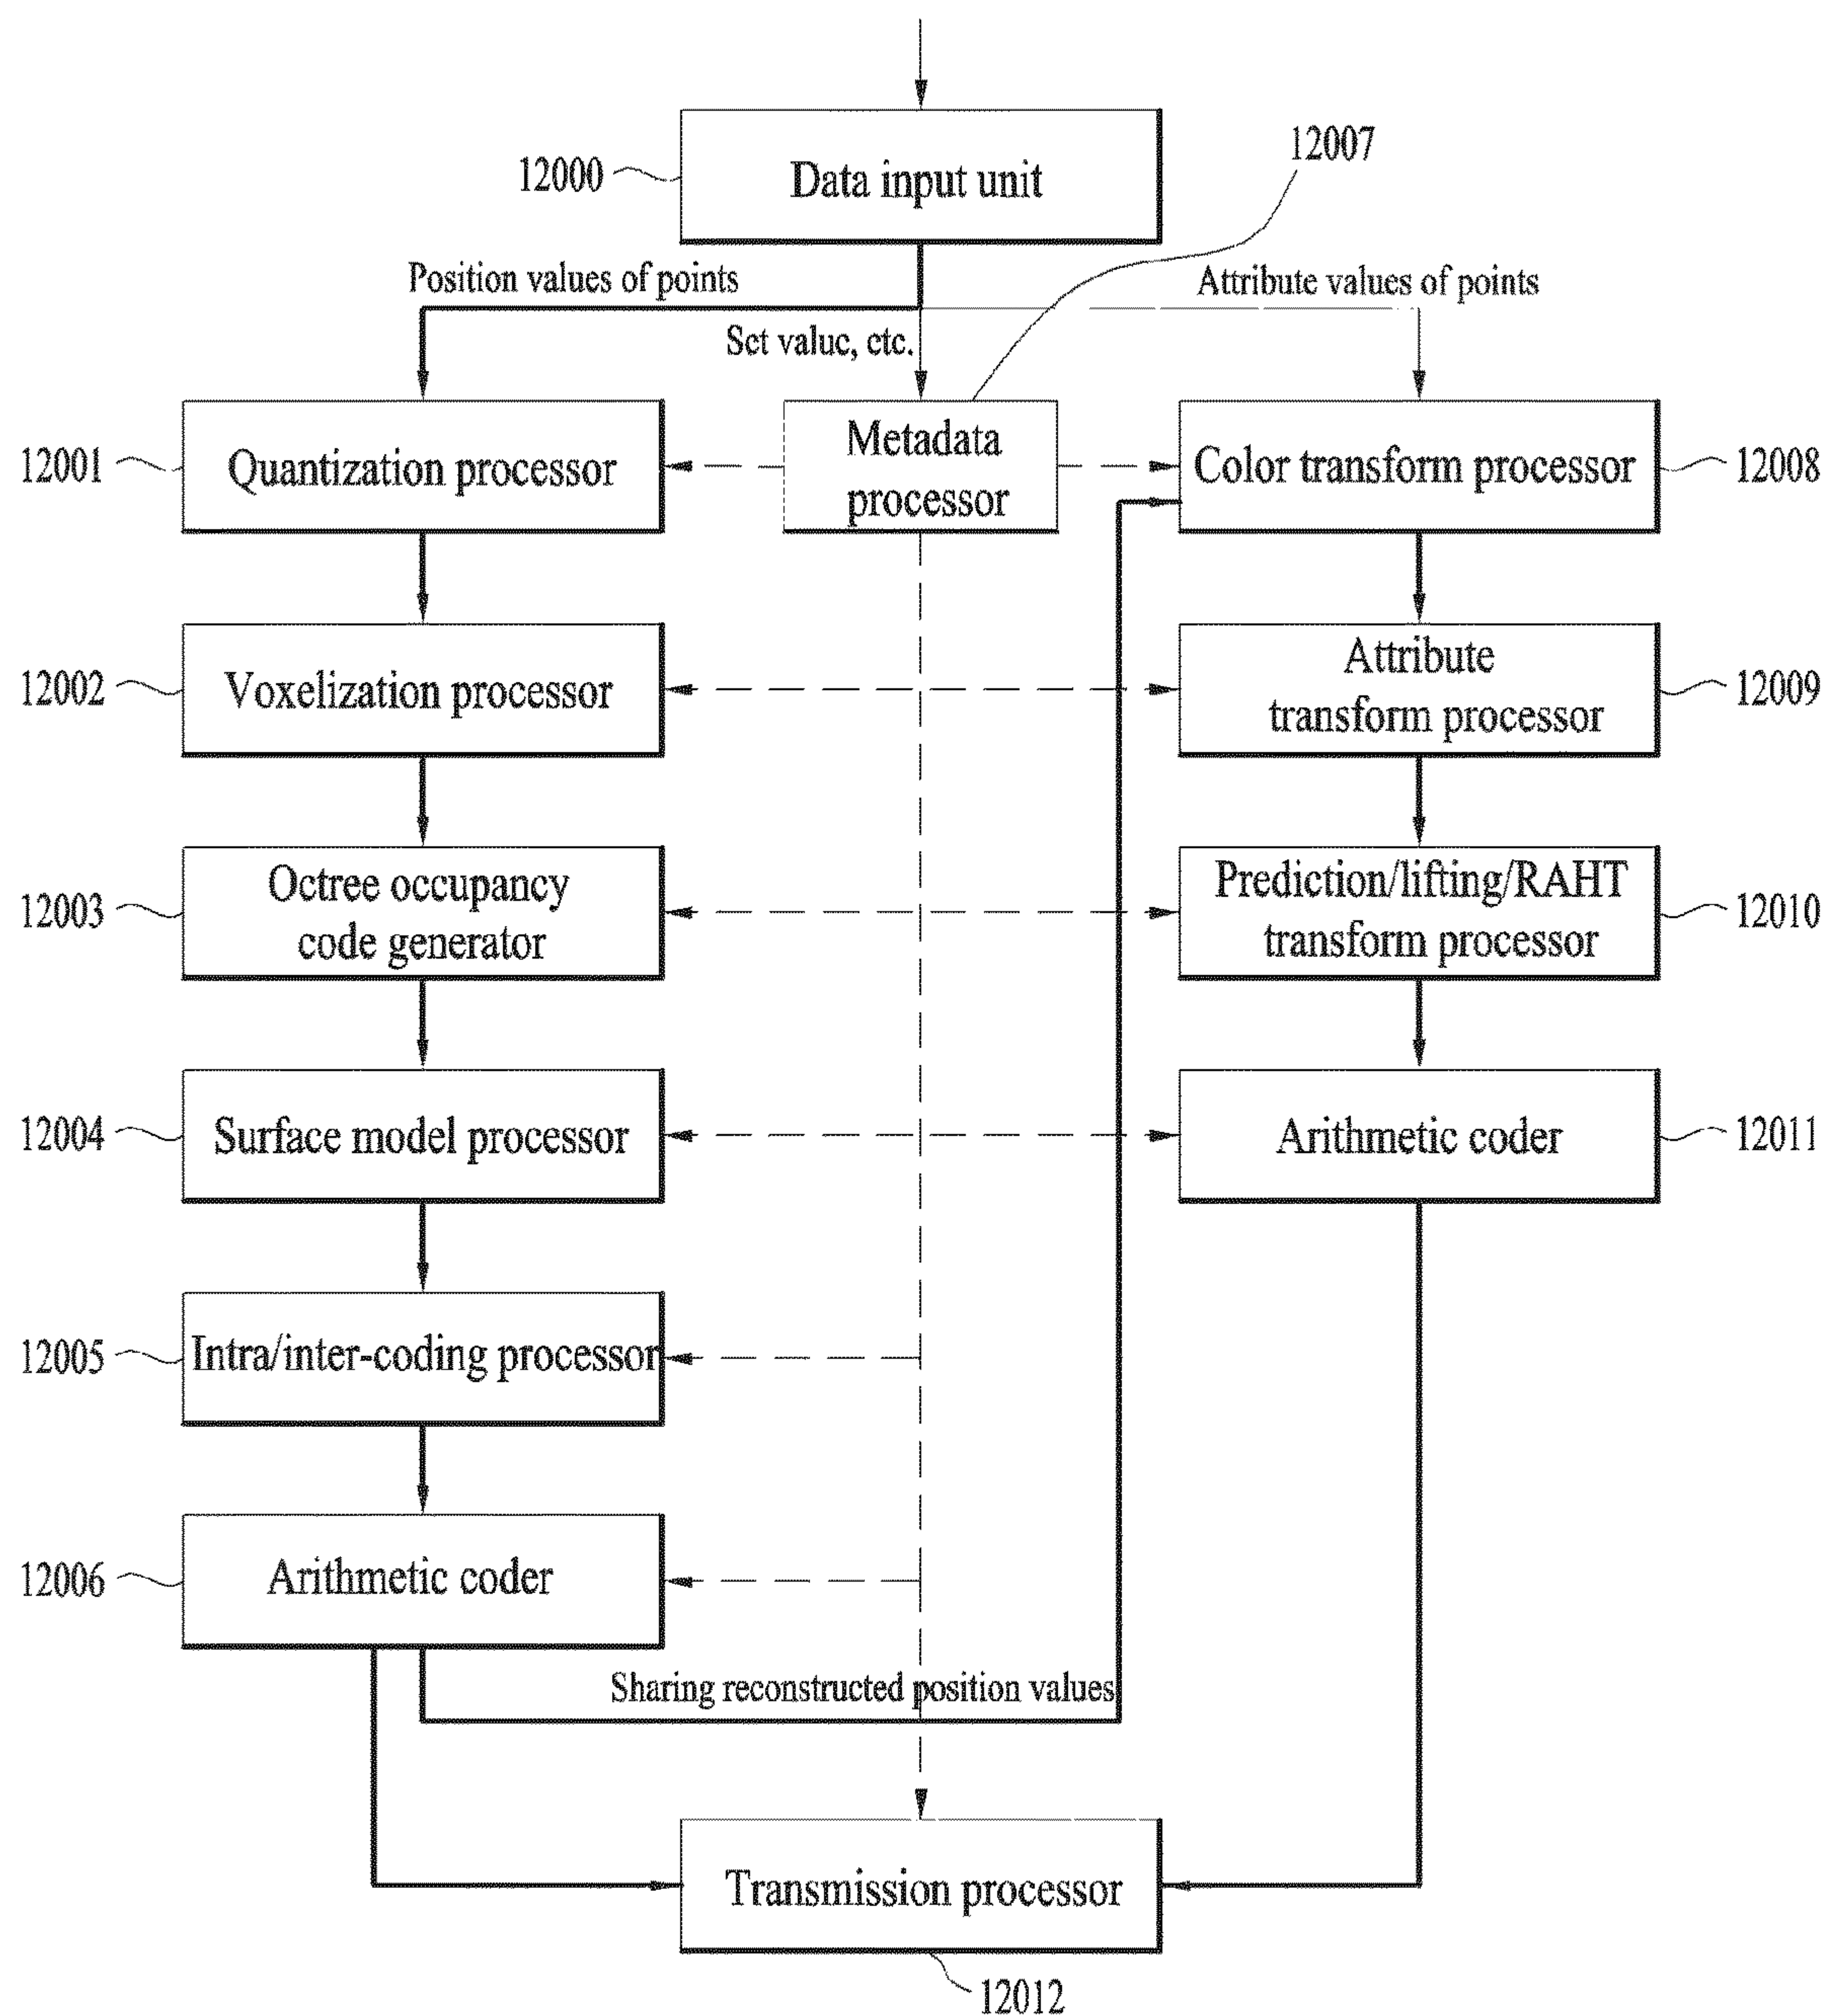 12000
Data input unit
12007
Position values of points
Attribute values of points
Set value, etc.
12001
Quantization processor
Metadata
processor
Color transform processor
12008
12002
Voxelization processor
Attribute
transform processor
12009
12003
Octree occupancy
code generator
Prediction/lifting/RAHT
transform processor
12010
12004
Surface model processor
Arithmetic coder
12011
12005
Intra/inter-coding processor
12006
Arithmetic coder
Sharing reconstructed position values
Transmission processor
12012